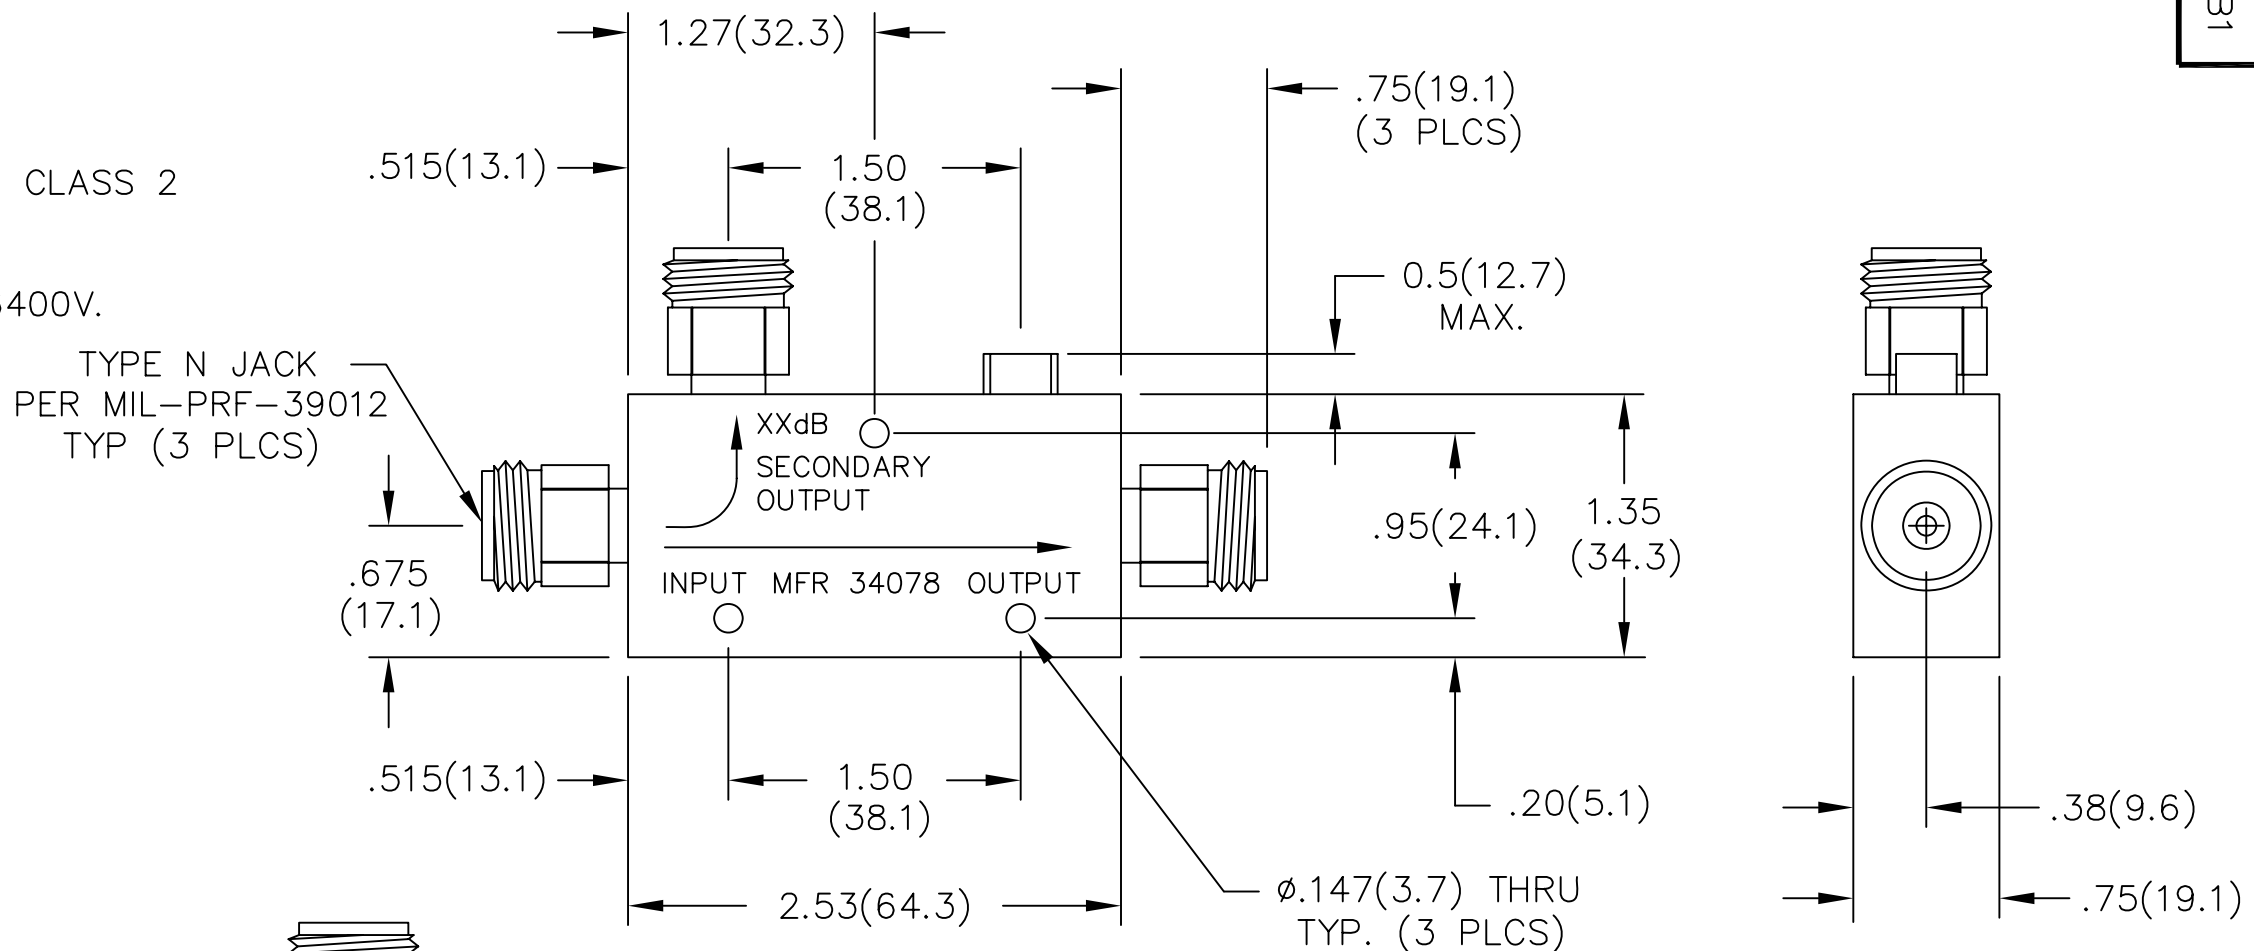 B1
1.27(32.3)
.75(19.1)
(3 PLCS)
.515(13.1)
1.50
(38.1)
CLASS 2
0.5(12.7)
MAX.
400V.
TYPE N JACK
PER MIL-PRF-39012
TYP (3 PLCS)
XXdB
SECONDARY
OUTPUT
.95(24.1)
1.35
(34.3)
.675
(17.1)
INPUT MFR 34078 OUTPUT
.515(13.1)
1.50
(38.1)
.20(5.1)
.38(9.6)
2.53(64.3)
ø.147(3.7) THRU
TYP. (3 PLCS)
.75(19.1)